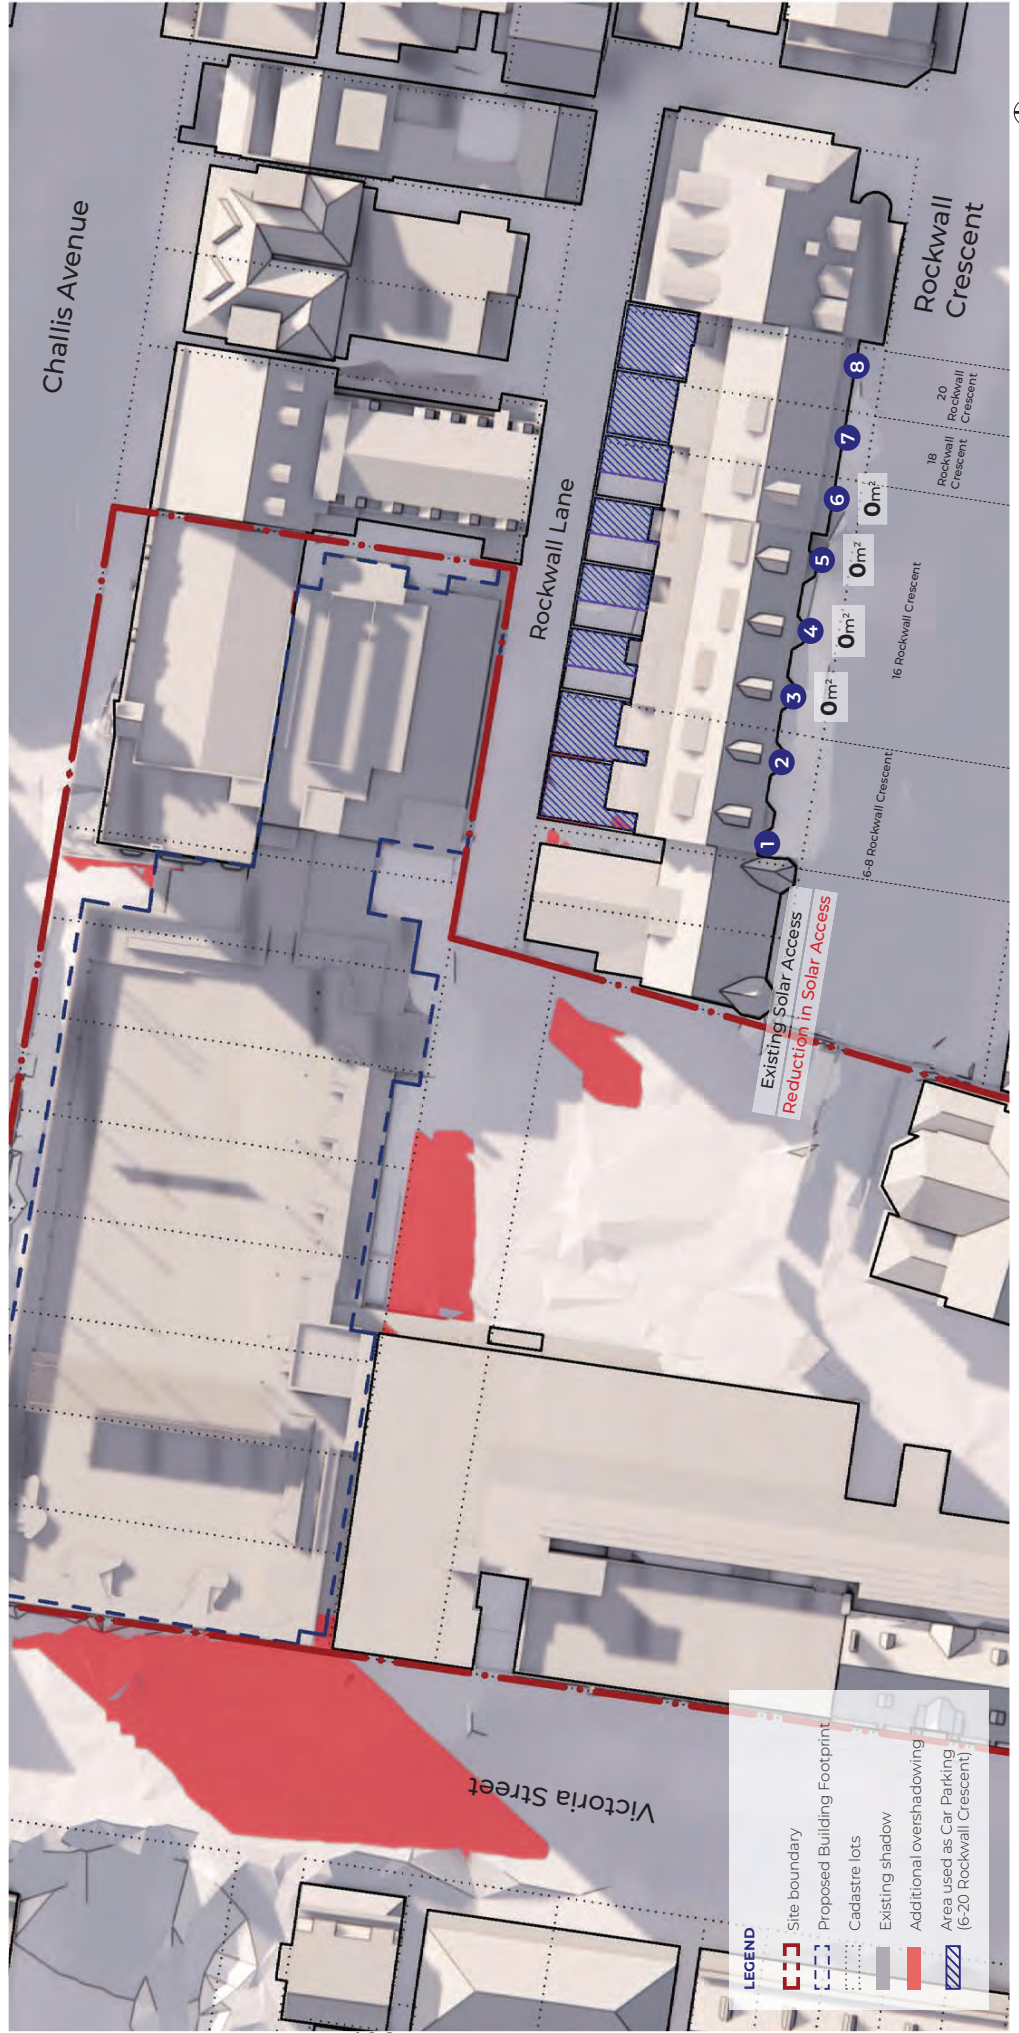 Challis Avenue
Rockwall Lane
Rockwall
Crescent
Victoria Street
1
2
3
4
5
6
7
8
0m²
0m²
0m²
0m²
6-8 Rockwall Crescent
16 Rockwall Crescent
18
Rockwall
Crescent
20
Rockwall
Crescent
Existing Solar Access
Reduction in Solar Access
LEGEND
Site boundary
Proposed Building Footprint
Cadastre lots
Existing shadow
Additional overshadowing
Area used as Car Parking
(6-20 Rockwall Crescent)